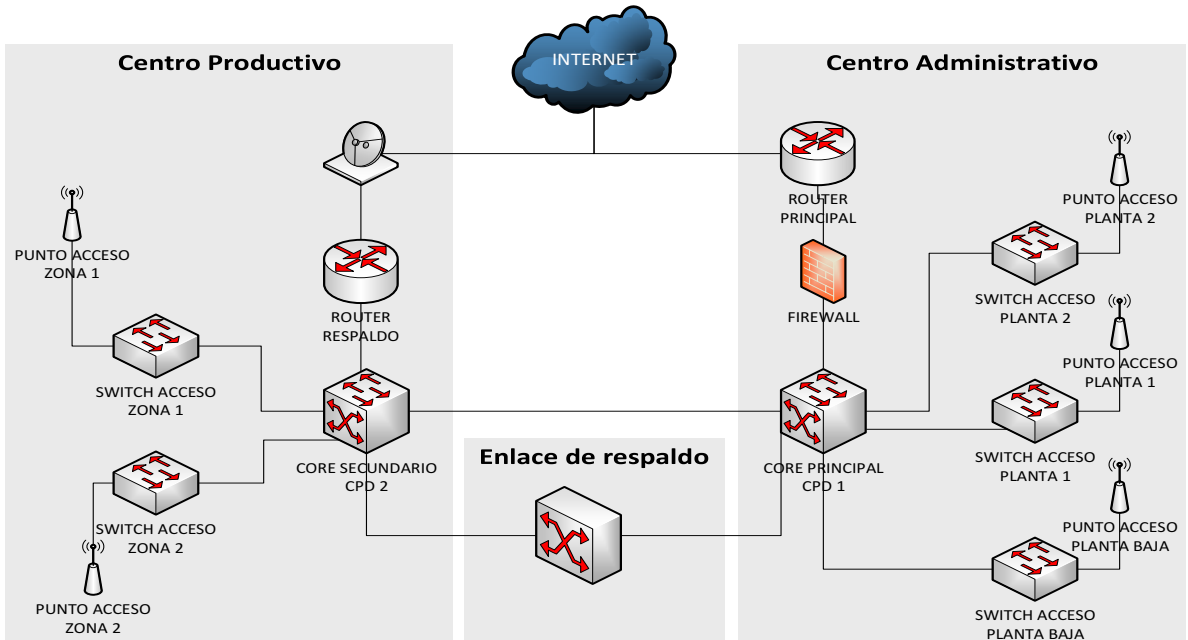 INTERNET
Centro Productivo
Centro Administrativo
PUNTO ACCESO
ZONA 1
ROUTER
RESPALDO
SWITCH ACCESO
ZONA 1
CORE SECUNDARIO
CPD 2
SWITCH ACCESO
ZONA 2
PUNTO ACCESO
ZONA 2
Enlace de respaldo
ROUTER
PRINCIPAL
FIREWALL
CORE PRINCIPAL
CPD 1
PUNTO ACCESO
PLANTA 2
SWITCH ACCESO
PLANTA 2
PUNTO ACCESO
PLANTA 1
SWITCH ACCESO
PLANTA 1
PUNTO ACCESO
PLANTA BAJA
SWITCH ACCESO
PLANTA BAJA